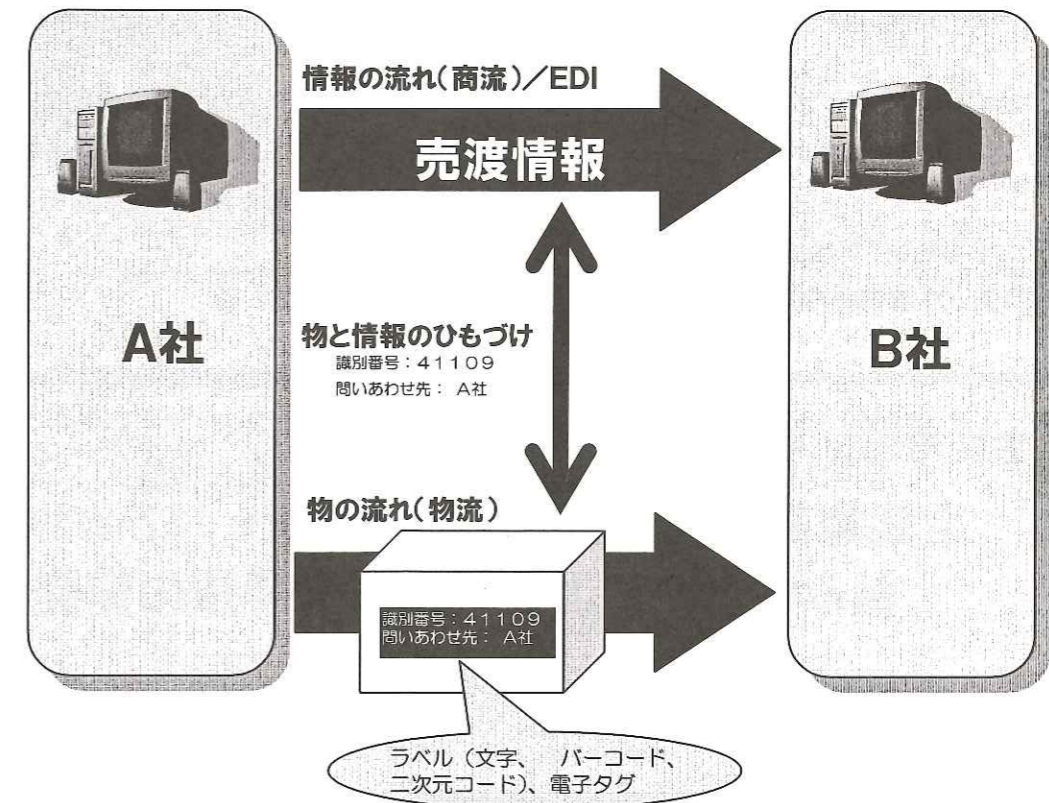 情報の流れ(商流)/EDI
売渡情報
A社
B社
物と情報のひもづけ
識別番号:41109
問いあわせ先: A社
物の流れ(物流)
識別番号:41109
問いあわせ先: A社
ラベル(文字、 バーコード、
二次元コード)、電子タグ